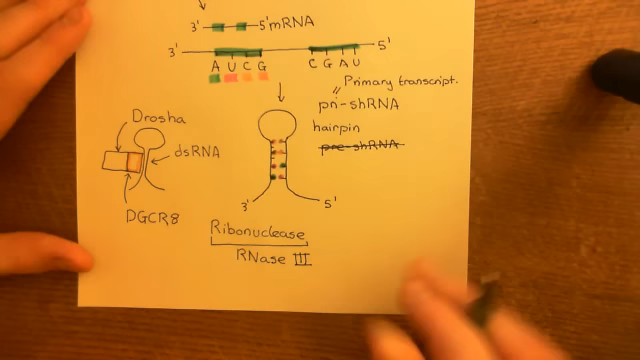 3' 5' mRNA
3' 5'
A U C G C G A U
Primary transcript.
pri-shRNA
hairpin
pre-shRNA
Drosha
dsRNA
DGCR8
3' 5'
Ribonuclease
RNase III